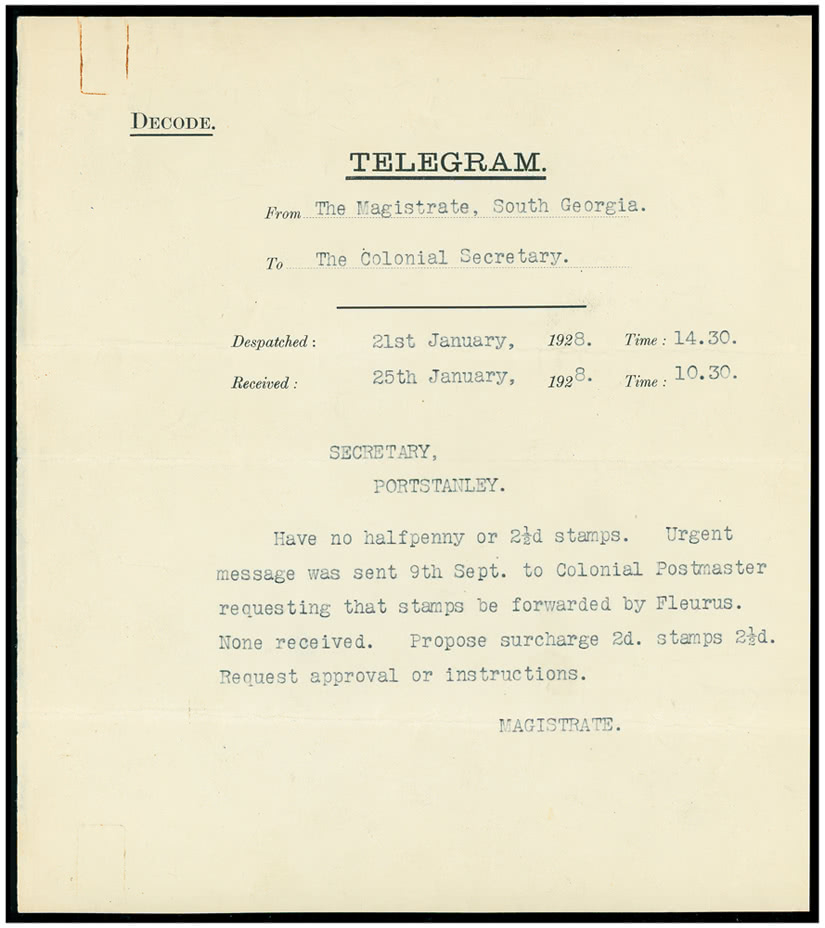 DECODE.
TELEGRAM.
From The Magistrate, South Georgia.
To The Colonial Secretary.
Despatched: 21st January, 1928. Time: 14.30.
Received: 25th January, 1928. Time: 10.30.
SECRETARY,
PORTSTANLEY.
Have no halfpenny or 2½d stamps. Urgent
message was sent 9th Sept. to Colonial Postmaster
requesting that stamps be forwarded by Fleurus.
None received. Propose surcharge 2d. stamps 2½d.
Request approval or instructions.
MAGISTRATE.